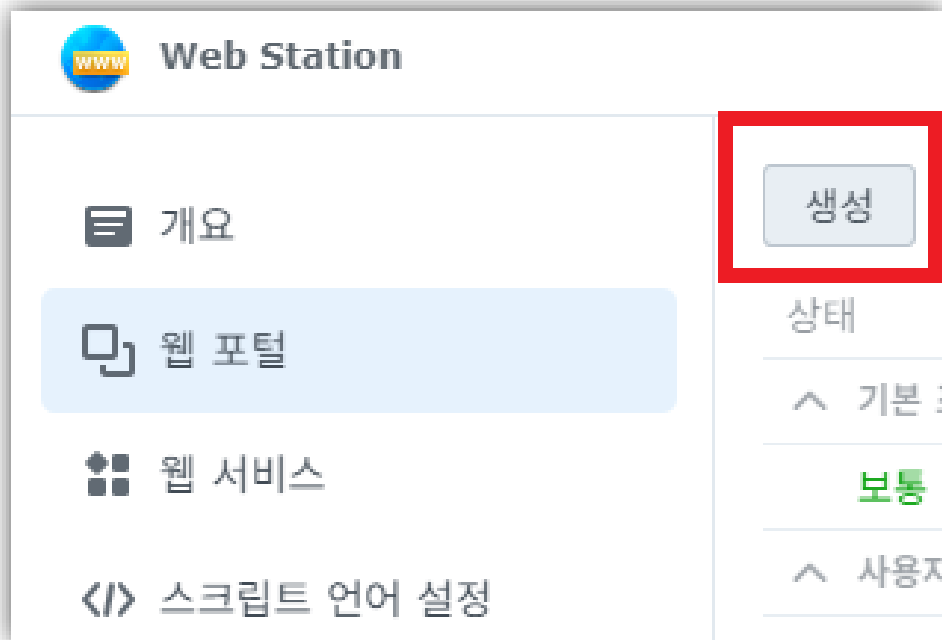 www
Web Station
개요
웹 포털
웹 서비스
스크립트 언어 설정
생성
상태
기본
보통